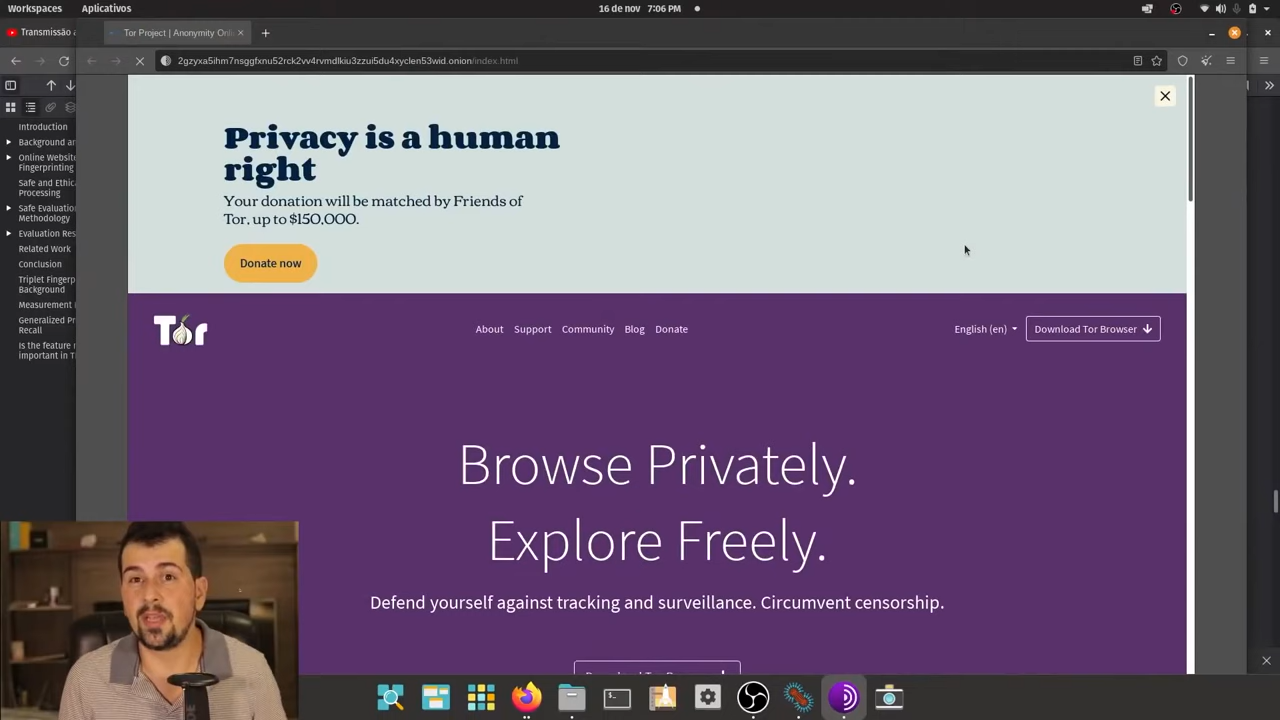 Workspaces
Aplicativos
16 de nov 7:06 PM
Transmissão a
Tor Project | Anonymity Onli
2gzyxa5ihm7nsggfxnu52rck2vv4rvmdlkiu3zzui5du4xyclen53wid.onion/index.html
Introduction
Background an
Online Website
Fingerprinting
Safe and Ethic
Processing
Safe Evaluation
Methodology
Evaluation Res
Related Work
Conclusion
Triplet Fingerp
Background
Measurement
Generalized Pr
Recall
Is the feature
important in T
Privacy is a human
right
Your donation will be matched by Friends of
Tor, up to $150,000.
Donate now
Tor
About Support Community Blog Donate
English (en)
Download Tor Browser
Browse Privately.
Explore Freely.
Defend yourself against tracking and surveillance. Circumvent censorship.
Download Tor Browser